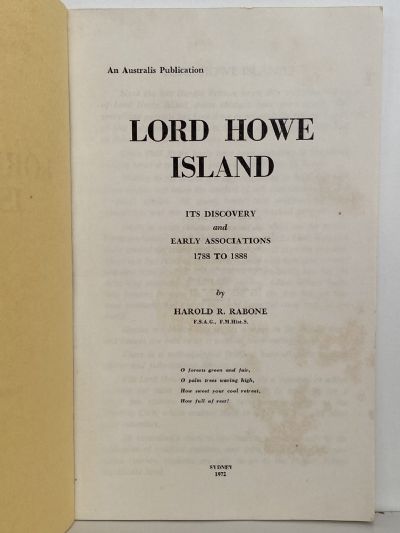 An Australis Publication
LORD HOWE
ISLAND
ITS DISCOVERY
and
EARLY ASSOCIATIONS
1788 TO 1888
by
HAROLD R. RABONE
F.S.A.G., F.M.Hist.S.
O forests green and fair,
O palm trees waving high,
How sweet your cool retreat,
How full of rest!
SYDNEY
1972